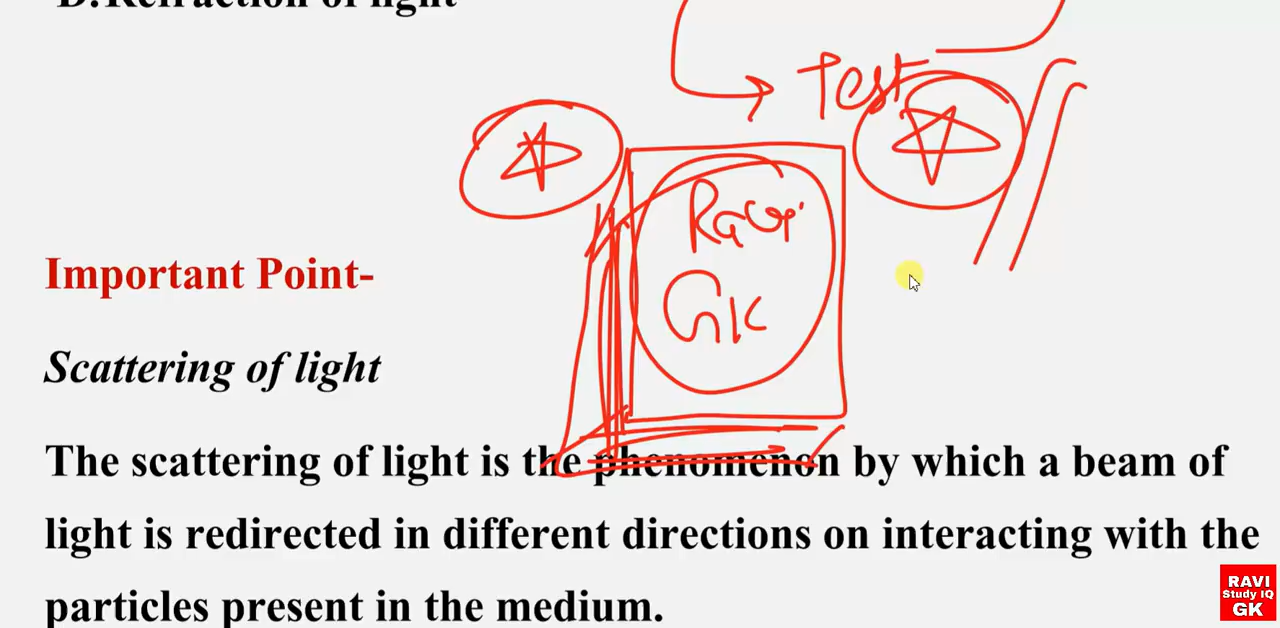 D. Refraction of light
Test
Ravi
GK
Important Point-
Scattering of light
The scattering of light is the phenomenon by which a beam of
light is redirected in different directions on interacting with the
particles present in the medium.
RAVI
Study IQ
GK